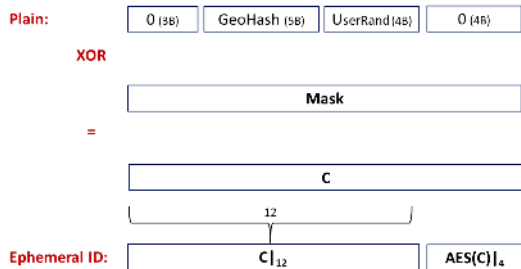 Plain: 0 (3B) GeoHash (5B) UserRand (4B) 0 (4B)
XOR
Mask
=
C
12
Ephemeral ID: C|12 AES(C)|4